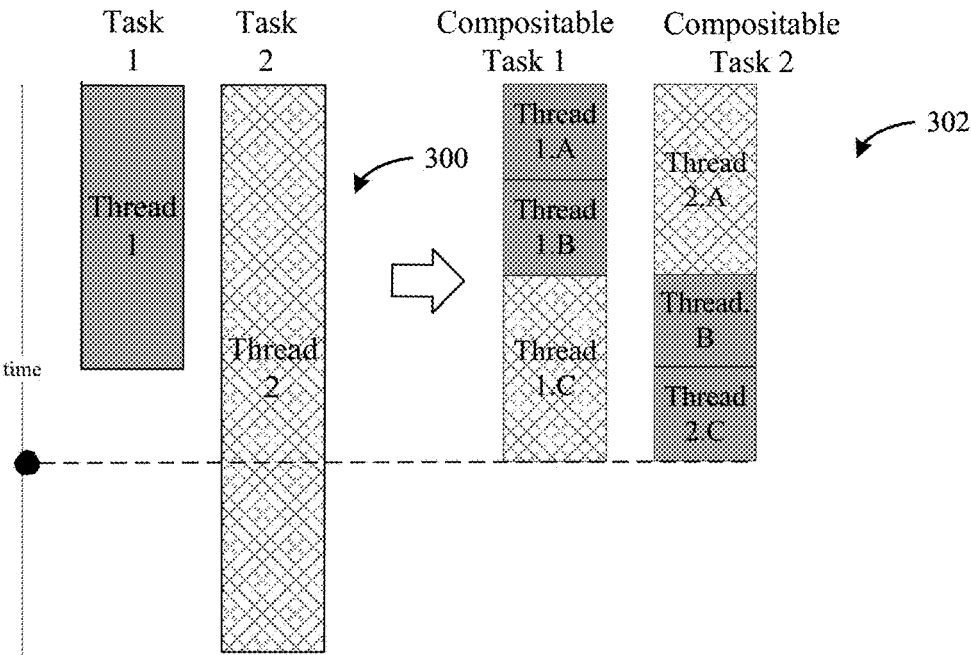 Task
1
Task
2
Compositable
Task 1
Compositable
Task 2
302
300
Thread
1.A
Thread
2.A
Thread
1
Thread
1.B
Thread.
B
Thread
2
Thread
1.C
time
Thread
2.C